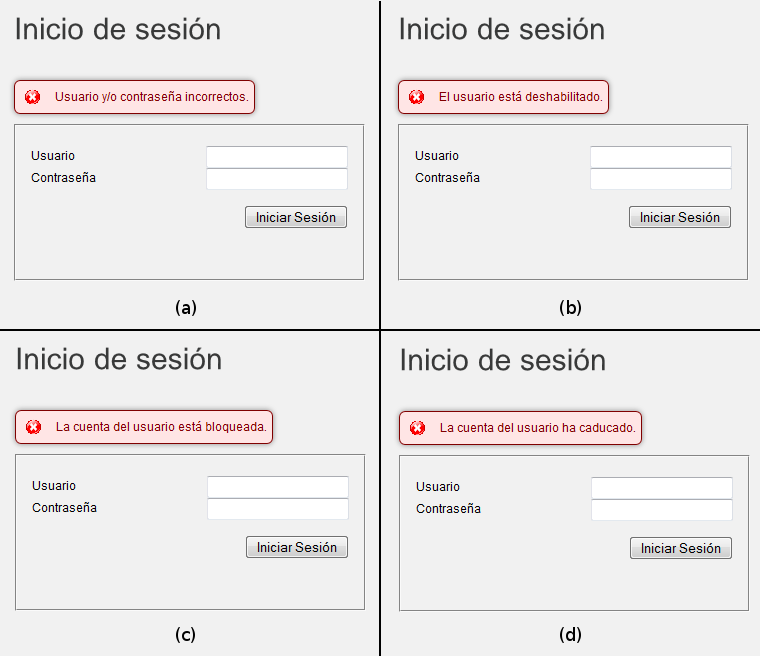 Inicio de sesión
Usuario y/o contraseña incorrectos.
Usuario
Contraseña
Iniciar Sesión
(a)
Inicio de sesión
El usuario está deshabilitado.
Usuario
Contraseña
Iniciar Sesión
(b)
Inicio de sesión
La cuenta del usuario está bloqueada.
Usuario
Contraseña
Iniciar Sesión
(c)
Inicio de sesión
La cuenta del usuario ha caducado.
Usuario
Contraseña
Iniciar Sesión
(d)